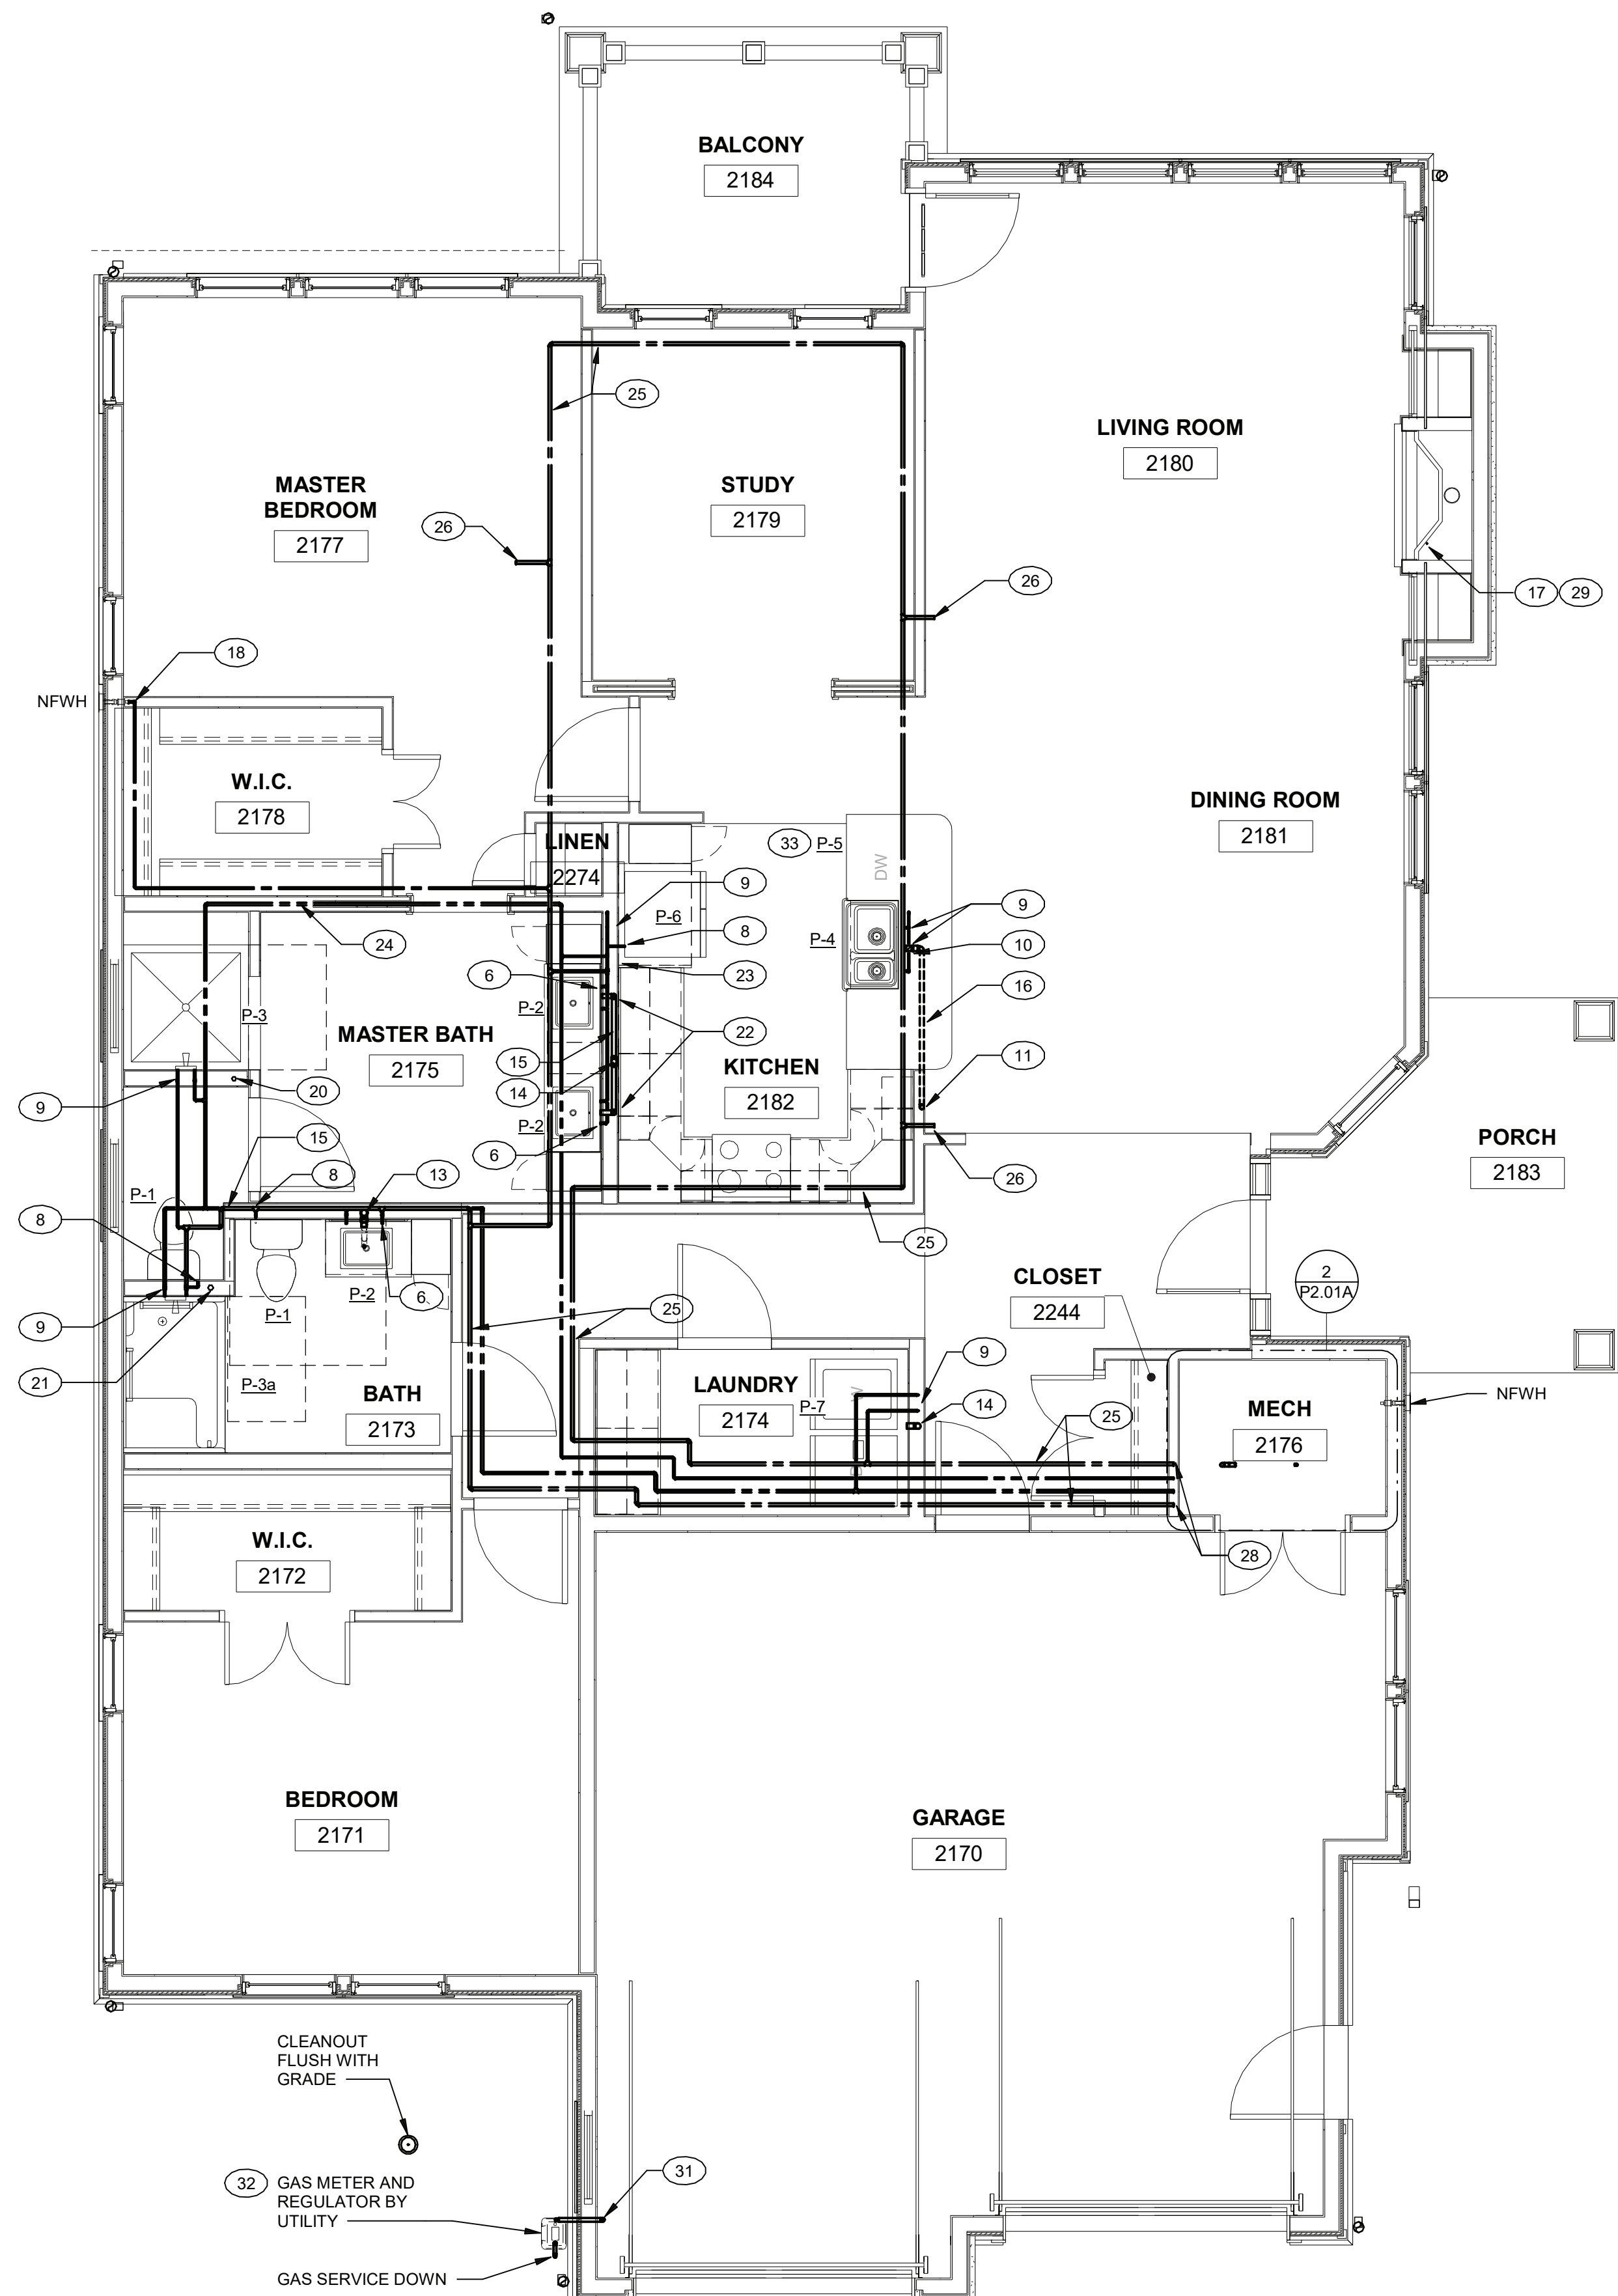 BALCONY
2184
25
LIVING ROOM
2180
MASTER
BEDROOM
2177
STUDY
2179
26
26
17
29
18
NFWH
W.I.C.
2178
DINING ROOM
2181
LINEN
2274
33
P-5
DW
9
P-6
8
9
P-4
10
24
23
6
16
P-2
P-3
MASTER BATH
2175
22
15
14
KITCHEN
2182
11
20
9
P-2
15
6
PORCH
2183
8
13
26
P-1
8
25
CLOSET
2244
2
P2.01A
P-2
6
P-1
25
9
21
P-3a
BATH
2173
LAUNDRY
2174
P-7
9
14
25
MECH
2176
NFWH
28
W.I.C.
2172
BEDROOM
2171
GARAGE
2170
CLEANOUT
FLUSH WITH
GRADE
31
32
GAS METER AND
REGULATOR BY
UTILITY
GAS SERVICE DOWN